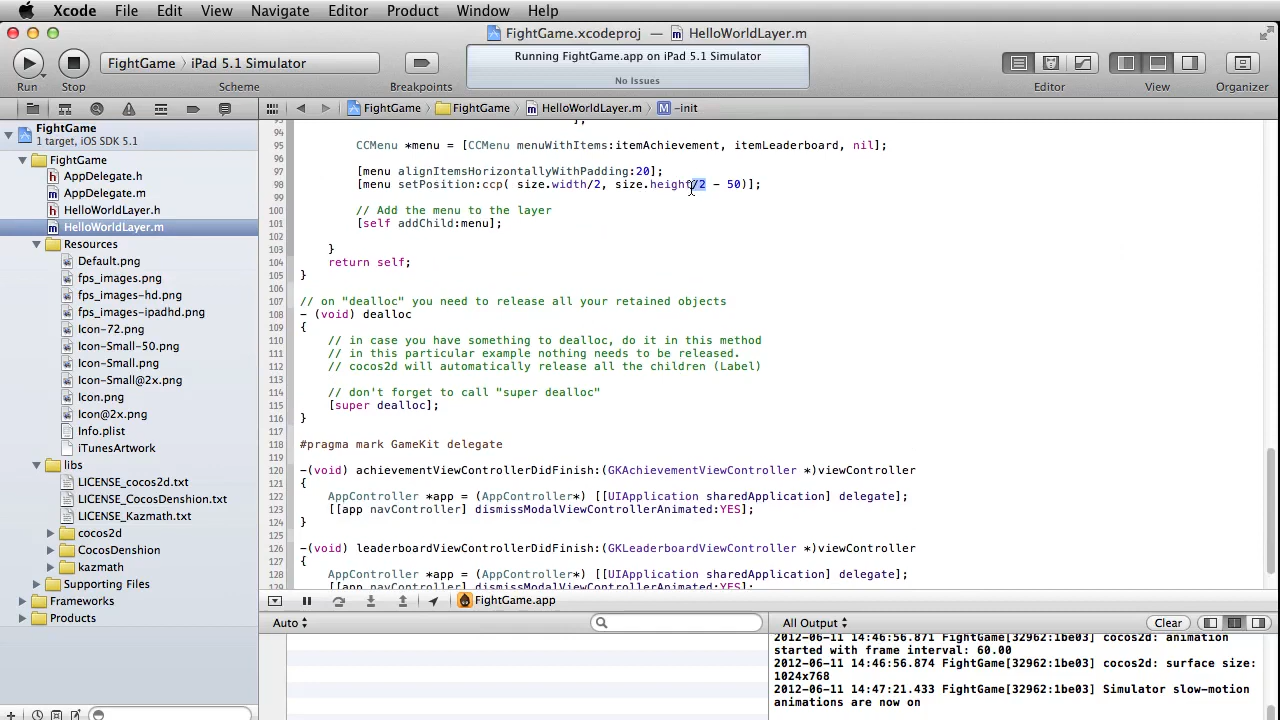 Xcode File Edit View Navigate Editor Product Window Help
FightGame.xcodeproj — HelloWorldLayer.m
FightGame iPad 5.1 Simulator
Running FightGame.app on iPad 5.1 Simulator
No Issues
Run Stop Scheme Breakpoints Editor View Organizer
FightGame FightGame HelloWorldLayer.m M -init
FightGame
1 target, iOS SDK 5.1
FightGame
h AppDelegate.h
m AppDelegate.m
h HelloWorldLayer.h
m HelloWorldLayer.m
Resources
Default.png
fps_images.png
fps_images-hd.png
fps_images-ipadhd.png
Icon-72.png
Icon-Small-50.png
Icon-Small.png
Icon-Small@2x.png
Icon.png
Icon@2x.png
Info.plist
iTunesArtwork
libs
LICENSE_cocos2d.txt
LICENSE_CocosDenshion.txt
LICENSE_Kazmath.txt
cocos2d
CocosDenshion
kazmath
Supporting Files
Frameworks
Products
94
95 CCMenu *menu = [CCMenu menuWithItems:itemAchievement, itemLeaderboard, nil];
96
97 [menu alignItemsHorizontallyWithPadding:20];
98 [menu setPosition:ccp( size.width/2, size.height/2 - 50)];
99
100 // Add the menu to the layer
101 [self addChild:menu];
102
103 }
104 return self;
105 }
106
107 // on "dealloc" you need to release all your retained objects
108 - (void) dealloc
109 {
110 // in case you have something to dealloc, do it in this method
111 // in this particular example nothing needs to be released.
112 // cocos2d will automatically release all the children (Label)
113
114 // don't forget to call "super dealloc"
115 [super dealloc];
116 }
117
118 #pragma mark GameKit delegate
119
120 -(void) achievementViewControllerDidFinish:(GKAchievementViewController *)viewController
121 {
122 AppController *app = (AppController*) [[UIApplication sharedApplication] delegate];
123 [[app navController] dismissModalViewControllerAnimated:YES];
124 }
125
126 -(void) leaderboardViewControllerDidFinish:(GKLeaderboardViewController *)viewController
127 {
128 AppController *app = (AppController*) [[UIApplication sharedApplication] delegate];
129 [[app navController] dismissModalViewControllerAnimated:YES];
FightGame.app
Auto All Output Clear
2012-06-11 14:46:56.871 FightGame[32962:1be03] cocos2d: animation
started with frame interval: 60.00
2012-06-11 14:46:56.874 FightGame[32962:1be03] cocos2d: surface size:
1024x768
2012-06-11 14:47:21.433 FightGame[32962:1be03] Simulator slow-motion
animations are now on